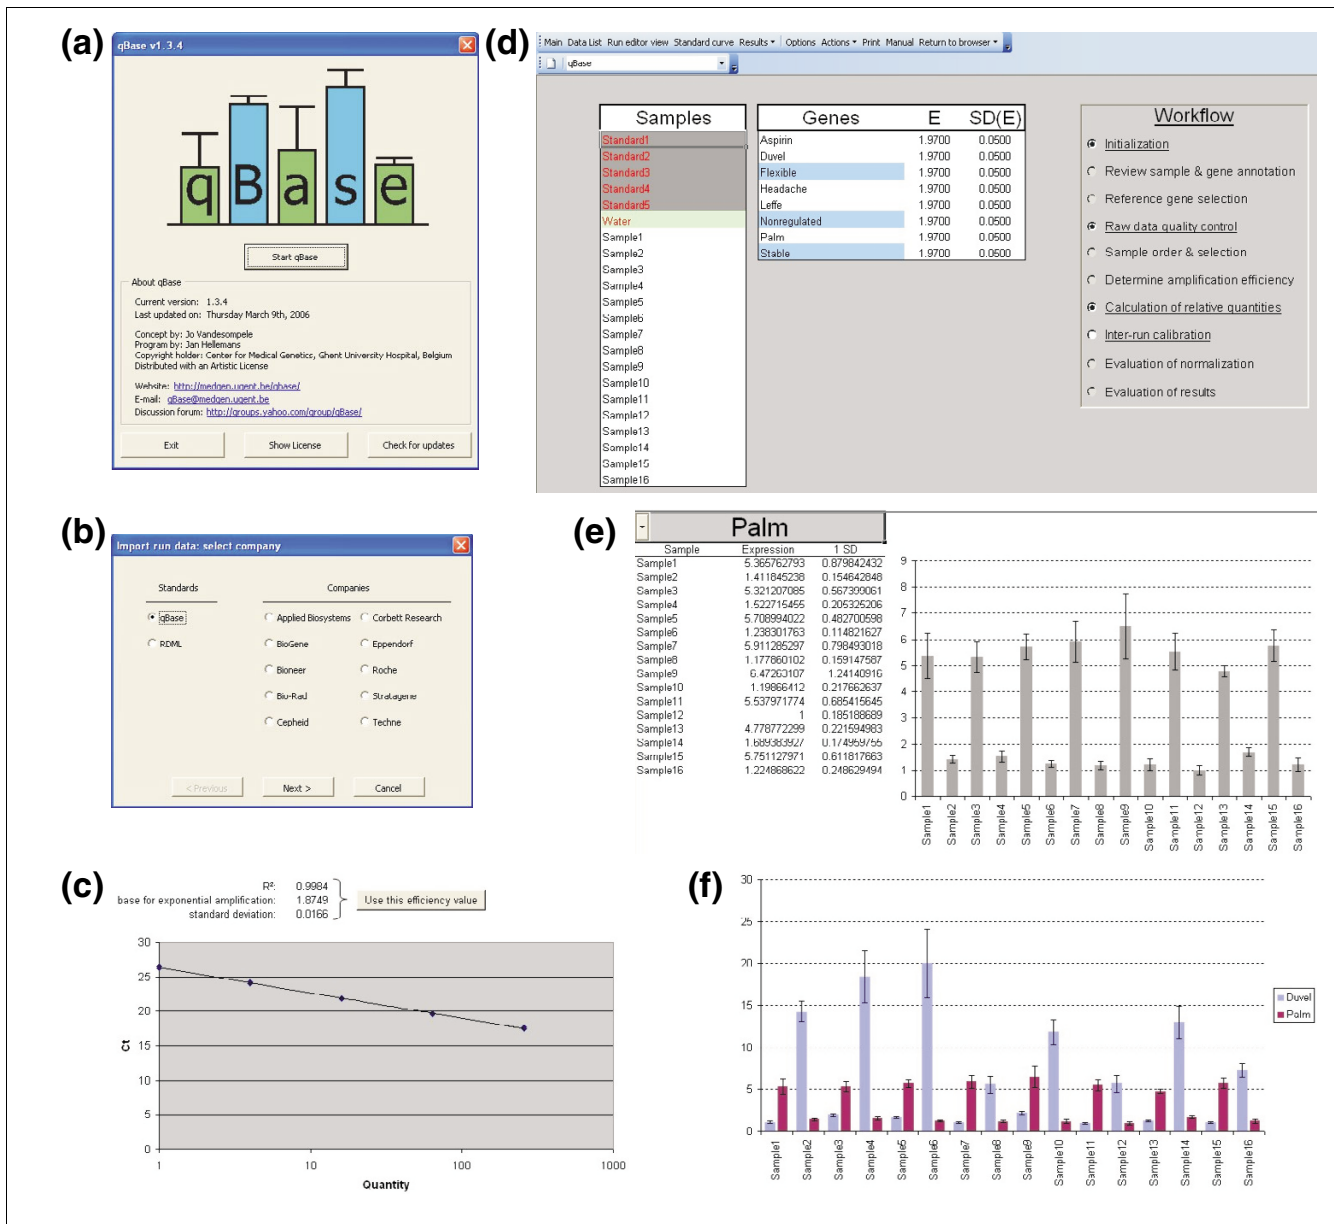 (a)
qBase v1.3.4
q B a s e
Start qBase
About qBase
Current version: 1.3.4
Last updated on: Thursday March 9th, 2006
Concept by: Jo Vandesompele
Program by: Jan Hellemans
Copyright holder: Center for Medical Genetics, Ghent University Hospital, Belgium
Distributed with an Artistic License
Website: http://medgen.ugent.be/qbase/
E-mail: qBase@medgen.ugent.be
Discussion forum: http://groups.yahoo.com/group/qBase/
Exit Show License Check for updates
(d)
Main Data List Run editor view Standard curve Results Options Actions Print Manual Return to browser
qBase
Samples
Standard1
Standard2
Standard3
Standard4
Standard5
Water
Sample1
Sample2
Sample3
Sample4
Sample5
Sample6
Sample7
Sample8
Sample9
Sample10
Sample11
Sample12
Sample13
Sample14
Sample15
Sample16
Genes E SD(E)
Aspirin 1.9700 0.0500
Duvel 1.9700 0.0500
Flexible 1.9700 0.0500
Headache 1.9700 0.0500
Leffe 1.9700 0.0500
Nonregulated 1.9700 0.0500
Palm 1.9700 0.0500
Stable 1.9700 0.0500
Workflow
Initialization
Review sample & gene annotation
Reference gene selection
Raw data quality control
Sample order & selection
Determine amplification efficiency
Calculation of relative quantities
Inter-run calibration
Evaluation of normalization
Evaluation of results
(b)
Import run data: select company
Standards Companies
qBase Applied Biosystems Corbett Research
RDML BioGene Eppendorf
Bioneer Roche
Bio-Rad Stratagene
Cepheid Techne
< Previous Next > Cancel
(e)
Palm
Sample Expression 1 SD
Sample1 5.365762793 0.879842432
Sample2 1.411845238 0.154642848
Sample3 5.321207085 0.567399061
Sample4 1.522715455 0.205325206
Sample5 5.708994022 0.482700598
Sample6 1.238301763 0.114821627
Sample7 5.911285297 0.798493018
Sample8 1.177860102 0.159147587
Sample9 6.47263107 1.24140916
Sample10 1.19866412 0.217662637
Sample11 5.537971774 0.685415645
Sample12 1 0.185188689
Sample13 4.778772299 0.221594983
Sample14 1.689383927 0.174959755
Sample15 5.751127971 0.611817663
Sample16 1.224868622 0.248629494
9
8
7
6
5
4
3
2
1
0
Sample1 Sample2 Sample3 Sample4 Sample5 Sample6 Sample7 Sample8 Sample9 Sample10 Sample11 Sample12 Sample13 Sample14 Sample15 Sample16
(c)
R²: 0.9984
base for exponential amplification: 1.8749
standard deviation: 0.0166
Use this efficiency value
30
25
20
15
10
5
0
Ct
1 10 100 1000
Quantity
(f)
30
25
20
15
10
5
0
Duvel
Palm
Sample1 Sample2 Sample3 Sample4 Sample5 Sample6 Sample7 Sample8 Sample9 Sample10 Sample11 Sample12 Sample13 Sample14 Sample15 Sample16